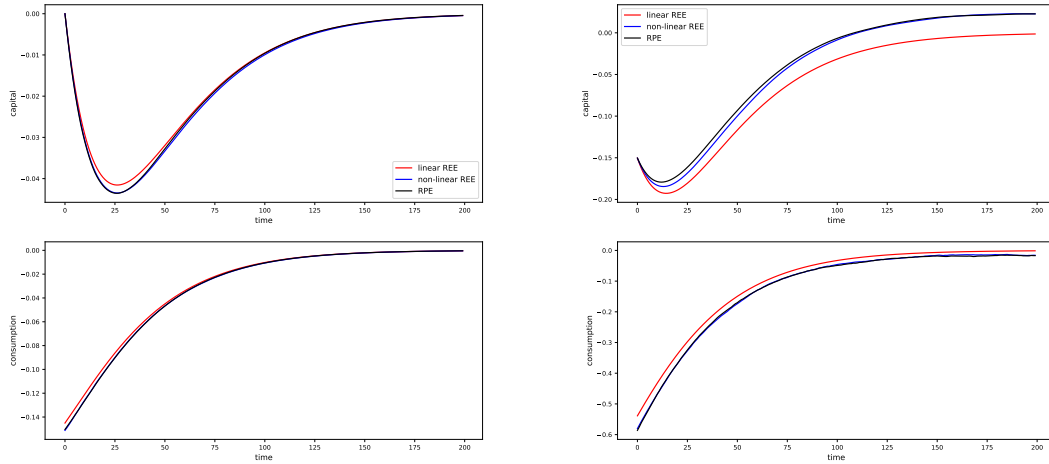 0.00
−0.01
−0.02
−0.03
−0.04
capital
0 25 50 75 100 125 150 175 200
time
linear REE
non-linear REE
RPE
0.00
−0.05
−0.10
−0.15
−0.20
capital
0 25 50 75 100 125 150 175 200
time
linear REE
non-linear REE
RPE
0.00
−0.02
−0.04
−0.06
−0.08
−0.10
−0.12
−0.14
consumption
0 25 50 75 100 125 150 175 200
time
0.0
−0.1
−0.2
−0.3
−0.4
−0.5
−0.6
consumption
0 25 50 75 100 125 150 175 200
time